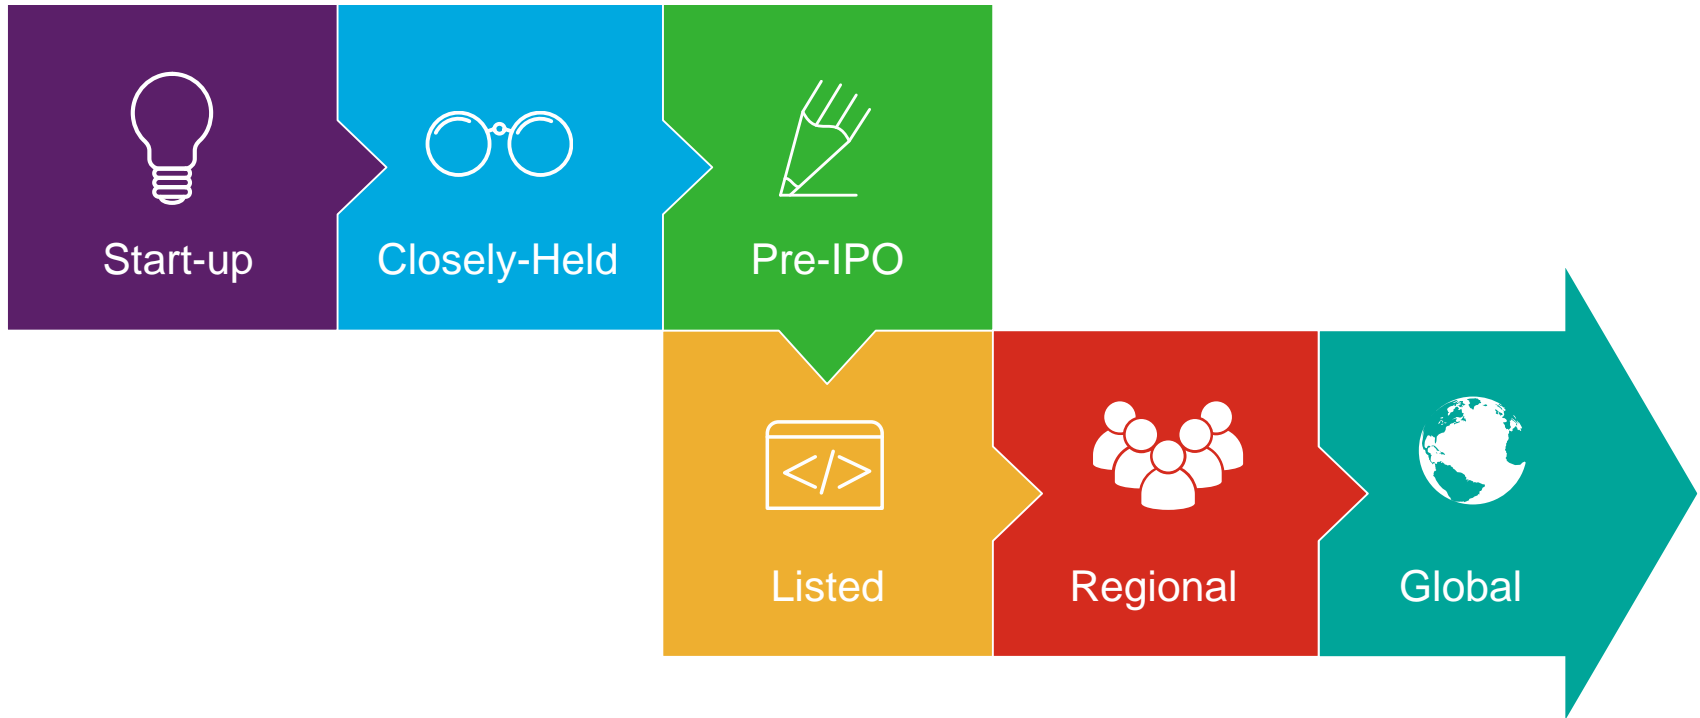 Start-up
Closely-Held
Pre-IPO
</>
Listed
Regional
Global